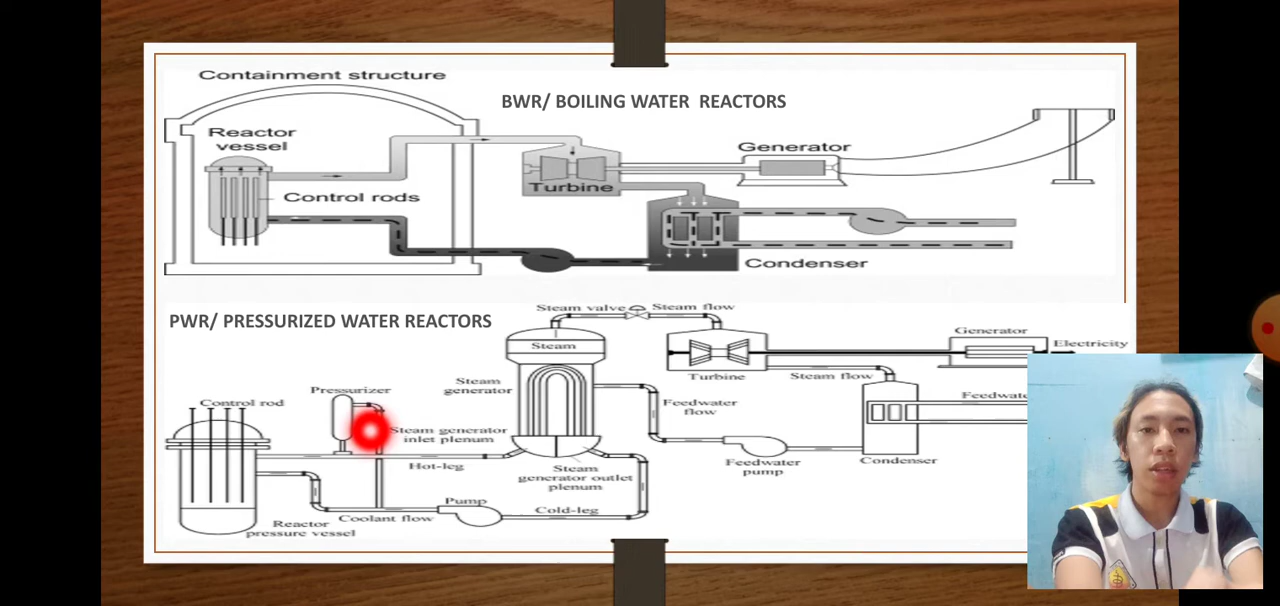 Containment structure
BWR/ BOILING WATER  REACTORS
Reactor
vessel
Generator
Turbine
Control rods
Condenser
PWR/ PRESSURIZED WATER REACTORS
Steam valve
Steam flow
Steam
Generator
Electricity
Turbine
Steam flow
Steam
generator
Pressurizer
Control rod
Feedwater
flow
Feedwate
Steam generator
inlet plenum
Hot-leg
Steam
generator outlet
plenum
Feedwater
pump
Condenser
Pump
Cold-leg
Coolant flow
Reactor
pressure vessel